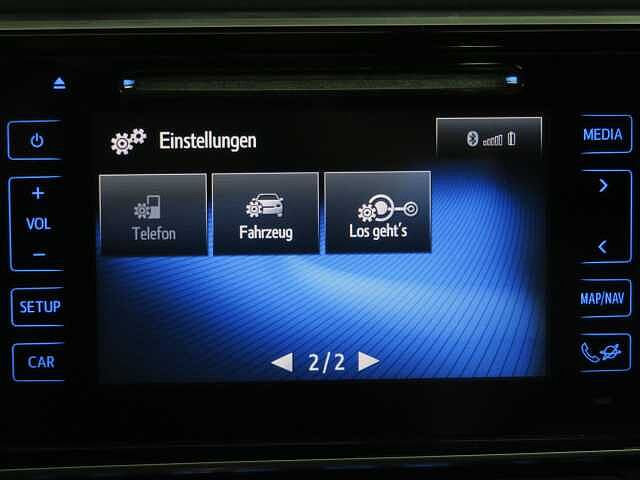 Einstellungen
MEDIA
+
VOL
−
Telefon
Fahrzeug
Los geht's
SETUP
MAP/NAV
CAR
2/2